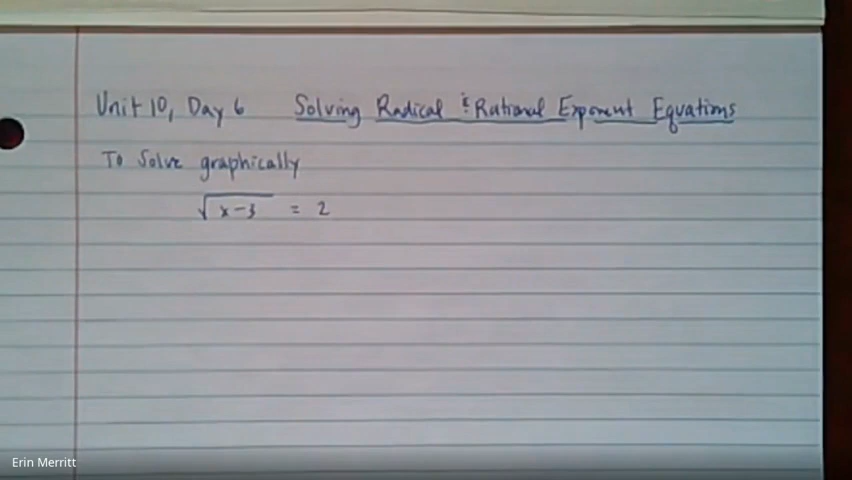 Unit 10, Day 6 Solving Radical & Rational Exponent Equations
To Solve graphically
√x-3 = 2
Erin Merritt